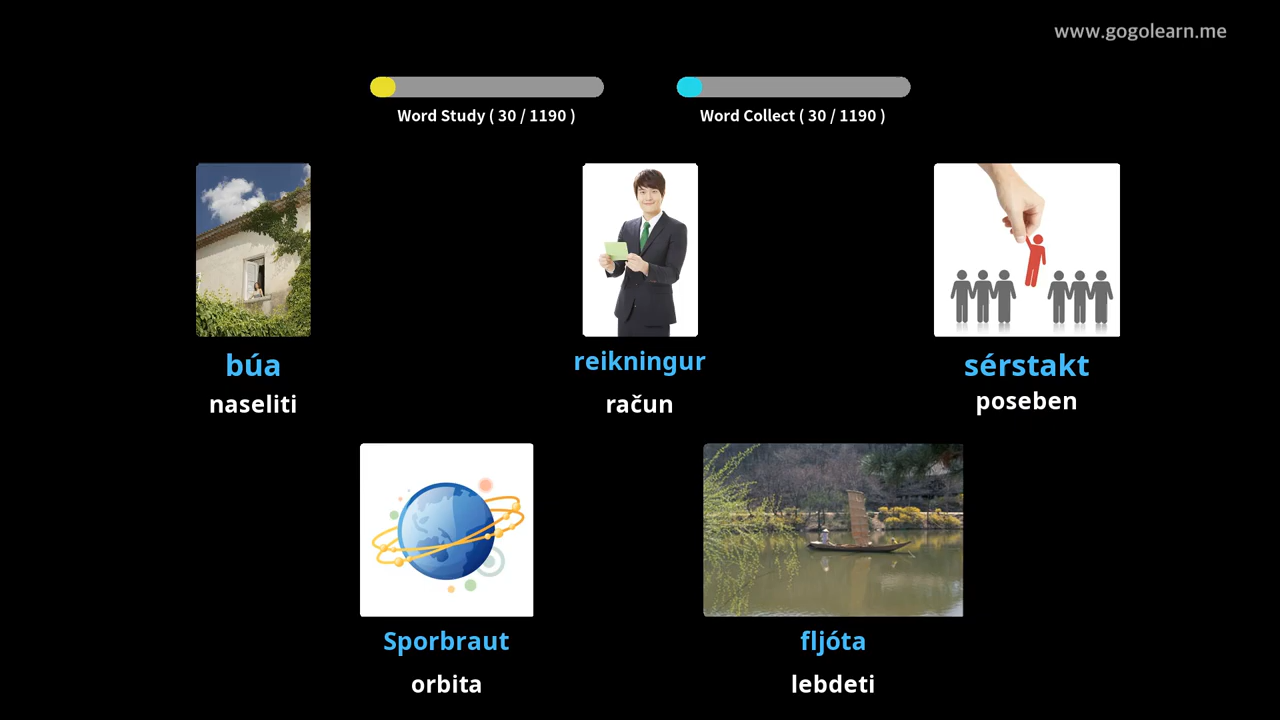 www.gogolearn.me
Word Study ( 30 / 1190 )
Word Collect ( 30 / 1190 )
búa
naseliti
reikningur
račun
sérstakt
poseben
Sporbraut
orbita
fljóta
lebdeti